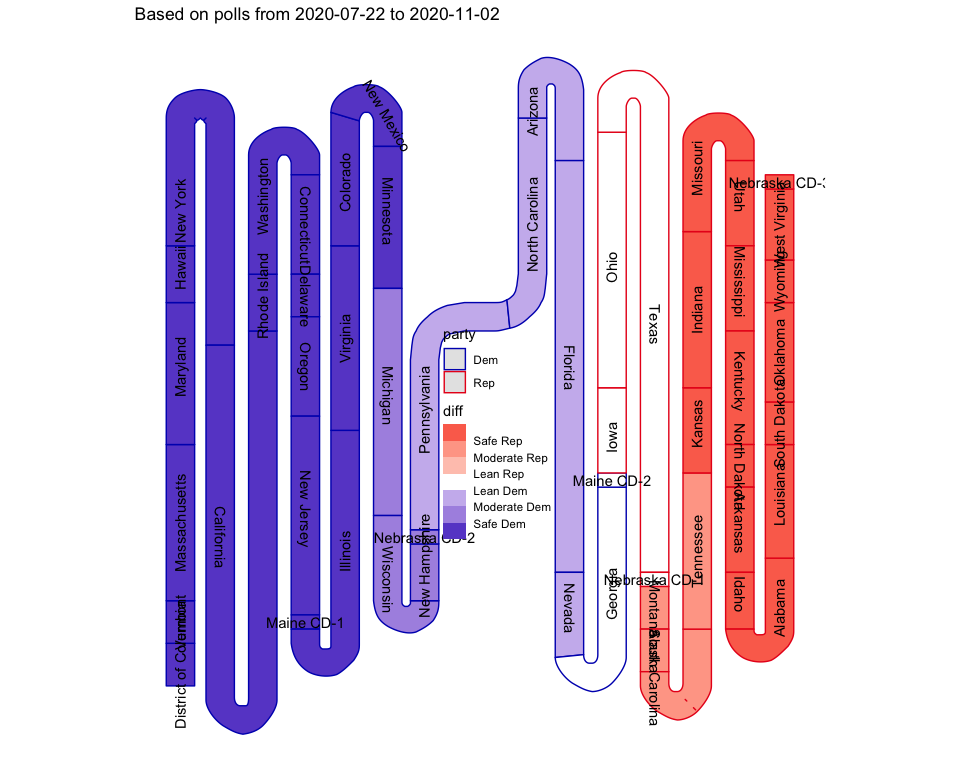 Based on polls from 2020-07-22 to 2020-11-02
New York
Hawaii
Maryland
Massachusetts
Vermont
District of Columbia
California
Washington
Rhode Island
Connecticut
Delaware
Oregon
New Jersey
Maine CD-1
Colorado
Virginia
Illinois
New Mexico
Minnesota
Michigan
Wisconsin
Nebraska CD-2
New Hampshire
Pennsylvania
party
Dem
Rep
diff
Safe Rep
Moderate Rep
Lean Rep
Lean Dem
Moderate Dem
Safe Dem
Arizona
North Carolina
Florida
Nevada
Georgia
Maine CD-2
Iowa
Ohio
Texas
Nebraska CD-1
Montana
Alaska
South Carolina
Tennessee
Kansas
Indiana
Missouri
Utah
Mississippi
Kentucky
North Dakota
Arkansas
Idaho
Alabama
Louisiana
South Dakota
Oklahoma
Wyoming
West Virginia
Nebraska CD-3